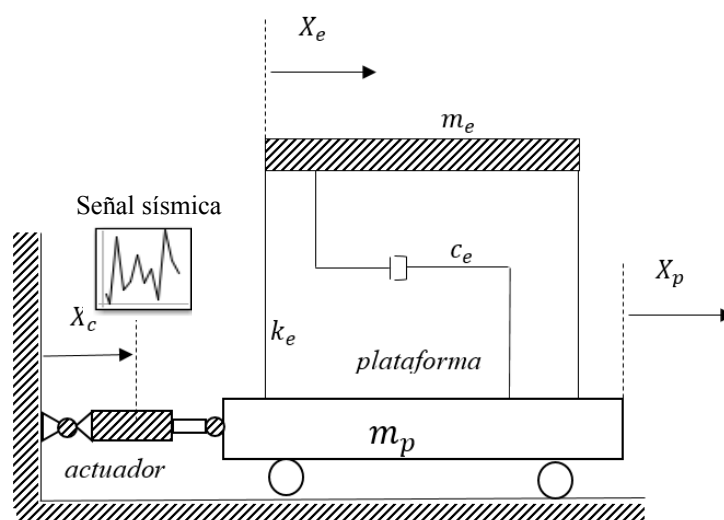 X_e
m_e
Señal sísmica
c_e
X_p
X_c
k_e
plataforma
m_p
actuador